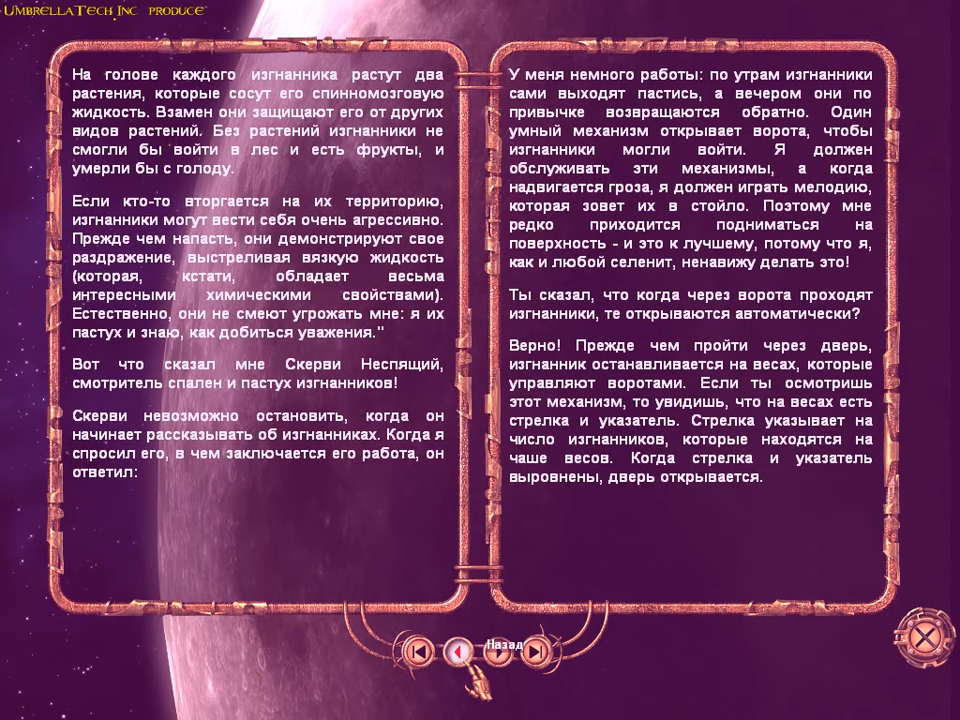 UmbrellaTech Inc produce
На голове каждого изгнанника растут два
растения, которые сосут его спинномозговую
жидкость. Взамен они защищают его от других
видов растений. Без растений изгнанники не
смогли бы войти в лес и есть фрукты, и
умерли бы с голоду.
Если кто-то вторгается на их территорию,
изгнанники могут вести себя очень агрессивно.
Прежде чем напасть, они демонстрируют свое
раздражение, выстреливая вязкую жидкость
(которая, кстати, обладает весьма
интересными химическими свойствами).
Естественно, они не смеют угрожать мне: я их
пастух и знаю, как добиться уважения."
Вот что сказал мне Скерви Неспящий,
смотритель спален и пастух изгнанников!
Скерви невозможно остановить, когда он
начинает рассказывать об изгнанниках. Когда я
спросил его, в чем заключается его работа, он
ответил:
У меня немного работы: по утрам изгнанники
сами выходят пастись, а вечером они по
привычке возвращаются обратно. Один
умный механизм открывает ворота, чтобы
изгнанники могли войти. Я должен
обслуживать эти механизмы, а когда
надвигается гроза, я должен играть мелодию,
которая зовет их в стойло. Поэтому мне
редко приходится подниматься на
поверхность - и это к лучшему, потому что я,
как и любой селенит, ненавижу делать это!
Ты сказал, что когда через ворота проходят
изгнанники, те открываются автоматически?
Верно! Прежде чем пройти через дверь,
изгнанник останавливается на весах, которые
управляют воротами. Если ты осмотришь
этот механизм, то увидишь, что на весах есть
стрелка и указатель. Стрелка указывает на
число изгнанников, которые находятся на
чаше весов. Когда стрелка и указатель
выровнены, дверь открывается.
Назад